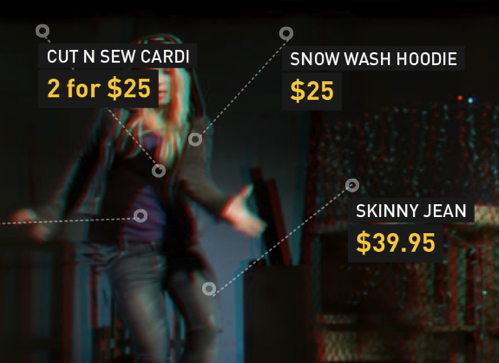 CUT N SEW CARDI
2 for $25
SNOW WASH HOODIE
$25
SKINNY JEAN
$39.95